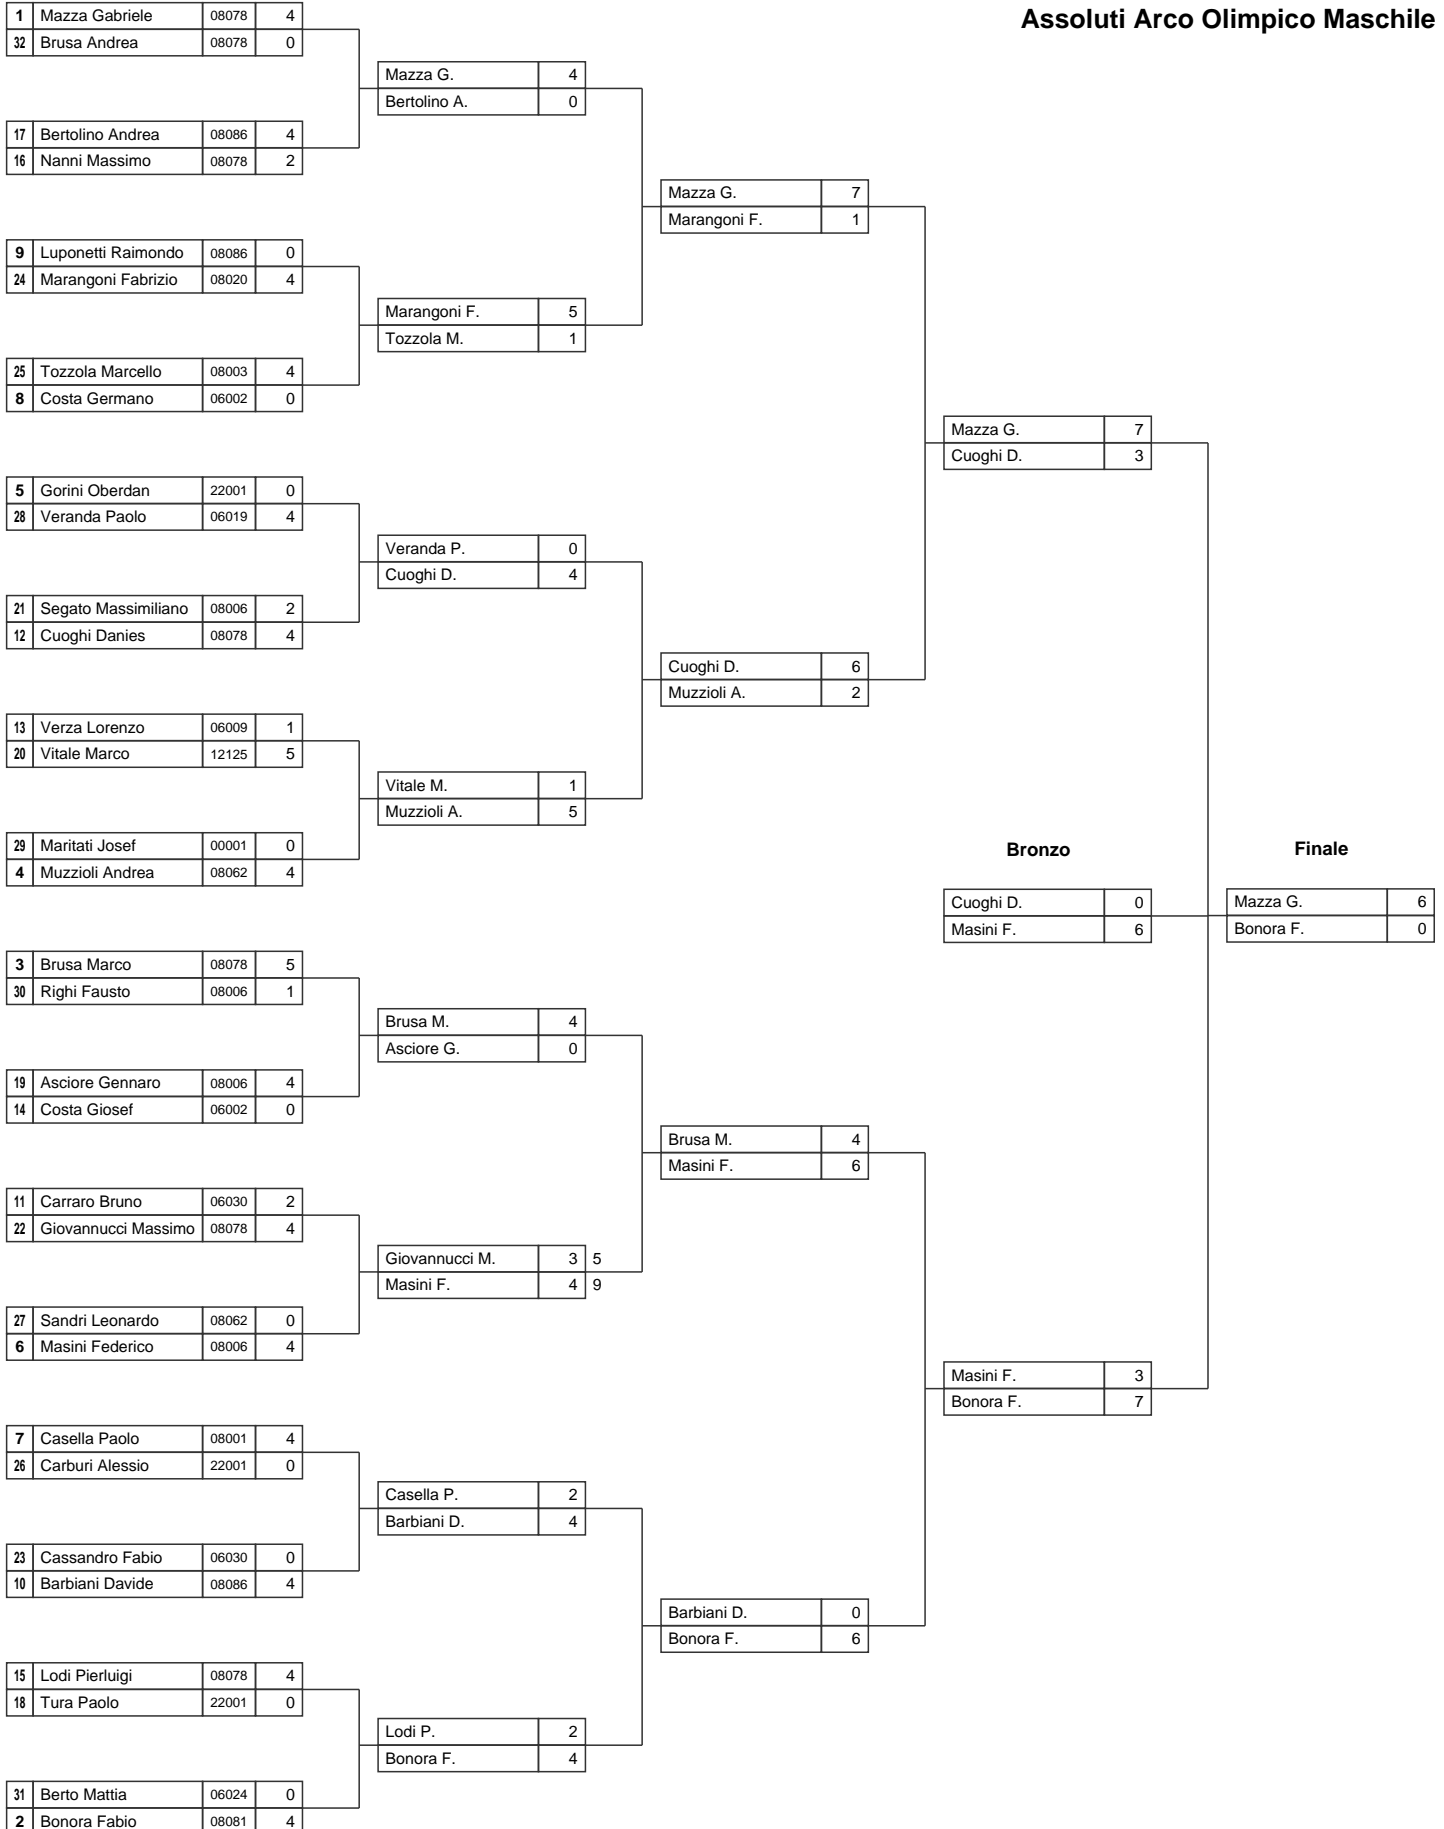 Assoluti Arco Olimpico Maschile
1 Mazza Gabriele 08078 4
32 Brusa Andrea 08078 0
Mazza G. 4
Bertolino A. 0
17 Bertolino Andrea 08086 4
16 Nanni Massimo 08078 2
Mazza G. 7
Marangoni F. 1
9 Luponetti Raimondo 08086 0
24 Marangoni Fabrizio 08020 4
Marangoni F. 5
Tozzola M. 1
25 Tozzola Marcello 08003 4
8 Costa Germano 06002 0
Mazza G. 7
Cuoghi D. 3
5 Gorini Oberdan 22001 0
28 Veranda Paolo 06019 4
Veranda P. 0
Cuoghi D. 4
21 Segato Massimiliano 08006 2
12 Cuoghi Danies 08078 4
Cuoghi D. 6
Muzzioli A. 2
13 Verza Lorenzo 06009 1
20 Vitale Marco 12125 5
Vitale M. 1
Muzzioli A. 5
29 Maritati Josef 00001 0
4 Muzzioli Andrea 08062 4
Bronzo
Finale
Cuoghi D. 0
Masini F. 6
Mazza G. 6
Bonora F. 0
3 Brusa Marco 08078 5
30 Righi Fausto 08006 1
Brusa M. 4
Asciore G. 0
19 Asciore Gennaro 08006 4
14 Costa Giosef 06002 0
Brusa M. 4
Masini F. 6
11 Carraro Bruno 06030 2
22 Giovannucci Massimo 08078 4
Giovannucci M. 3 5
Masini F. 4 9
27 Sandri Leonardo 08062 0
6 Masini Federico 08006 4
Masini F. 3
Bonora F. 7
7 Casella Paolo 08001 4
26 Carburi Alessio 22001 0
Casella P. 2
Barbiani D. 4
23 Cassandro Fabio 06030 0
10 Barbiani Davide 08086 4
Barbiani D. 0
Bonora F. 6
15 Lodi Pierluigi 08078 4
18 Tura Paolo 22001 0
Lodi P. 2
Bonora F. 4
31 Berto Mattia 06024 0
2 Bonora Fabio 08081 4